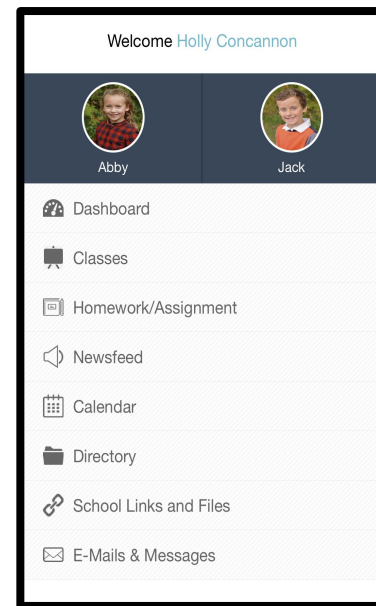 Welcome Holly Concannon
Abby
Jack
Dashboard
Classes
Homework/Assignment
Newsfeed
Calendar
Directory
School Links and Files
E-Mails & Messages